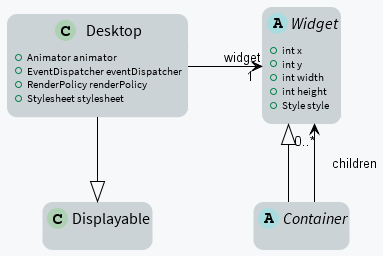 C Desktop
Animator animator
EventDispatcher eventDispatcher
RenderPolicy renderPolicy
Stylesheet stylesheet
widget
1
A Widget
int x
int y
int width
int height
Style style
0..*
children
C Displayable
A Container